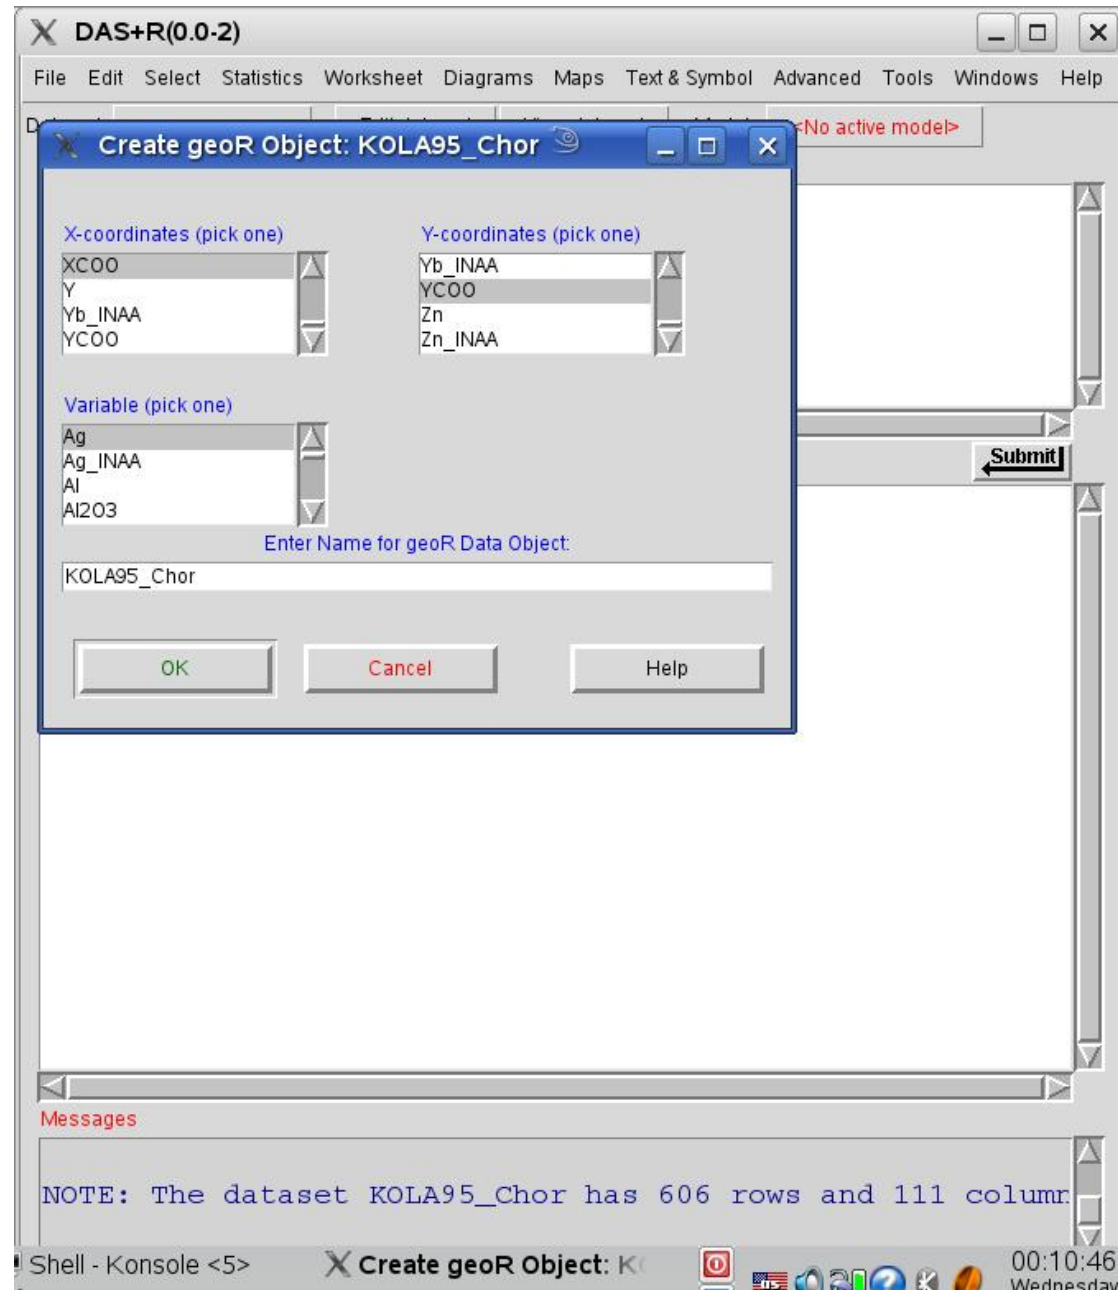 DAS+R(0.0-2)
File Edit Select Statistics Worksheet Diagrams Maps Text & Symbol Advanced Tools Windows Help
<No active model>
Create geoR Object: KOLA95_Chor
X-coordinates (pick one) Y-coordinates (pick one)
XCOO Yb_INAA
Y YCOO
Yb_INAA Zn
YCOO Zn_INAA
Variable (pick one)
Ag
Ag_INAA
Al
Al2O3
Submit
Enter Name for geoR Data Object:
KOLA95_Chor
OK Cancel Help
Messages
NOTE: The dataset KOLA95_Chor has 606 rows and 111 column
Shell - Konsole <5> Create geoR Object: K 00:10:46
Wednesday